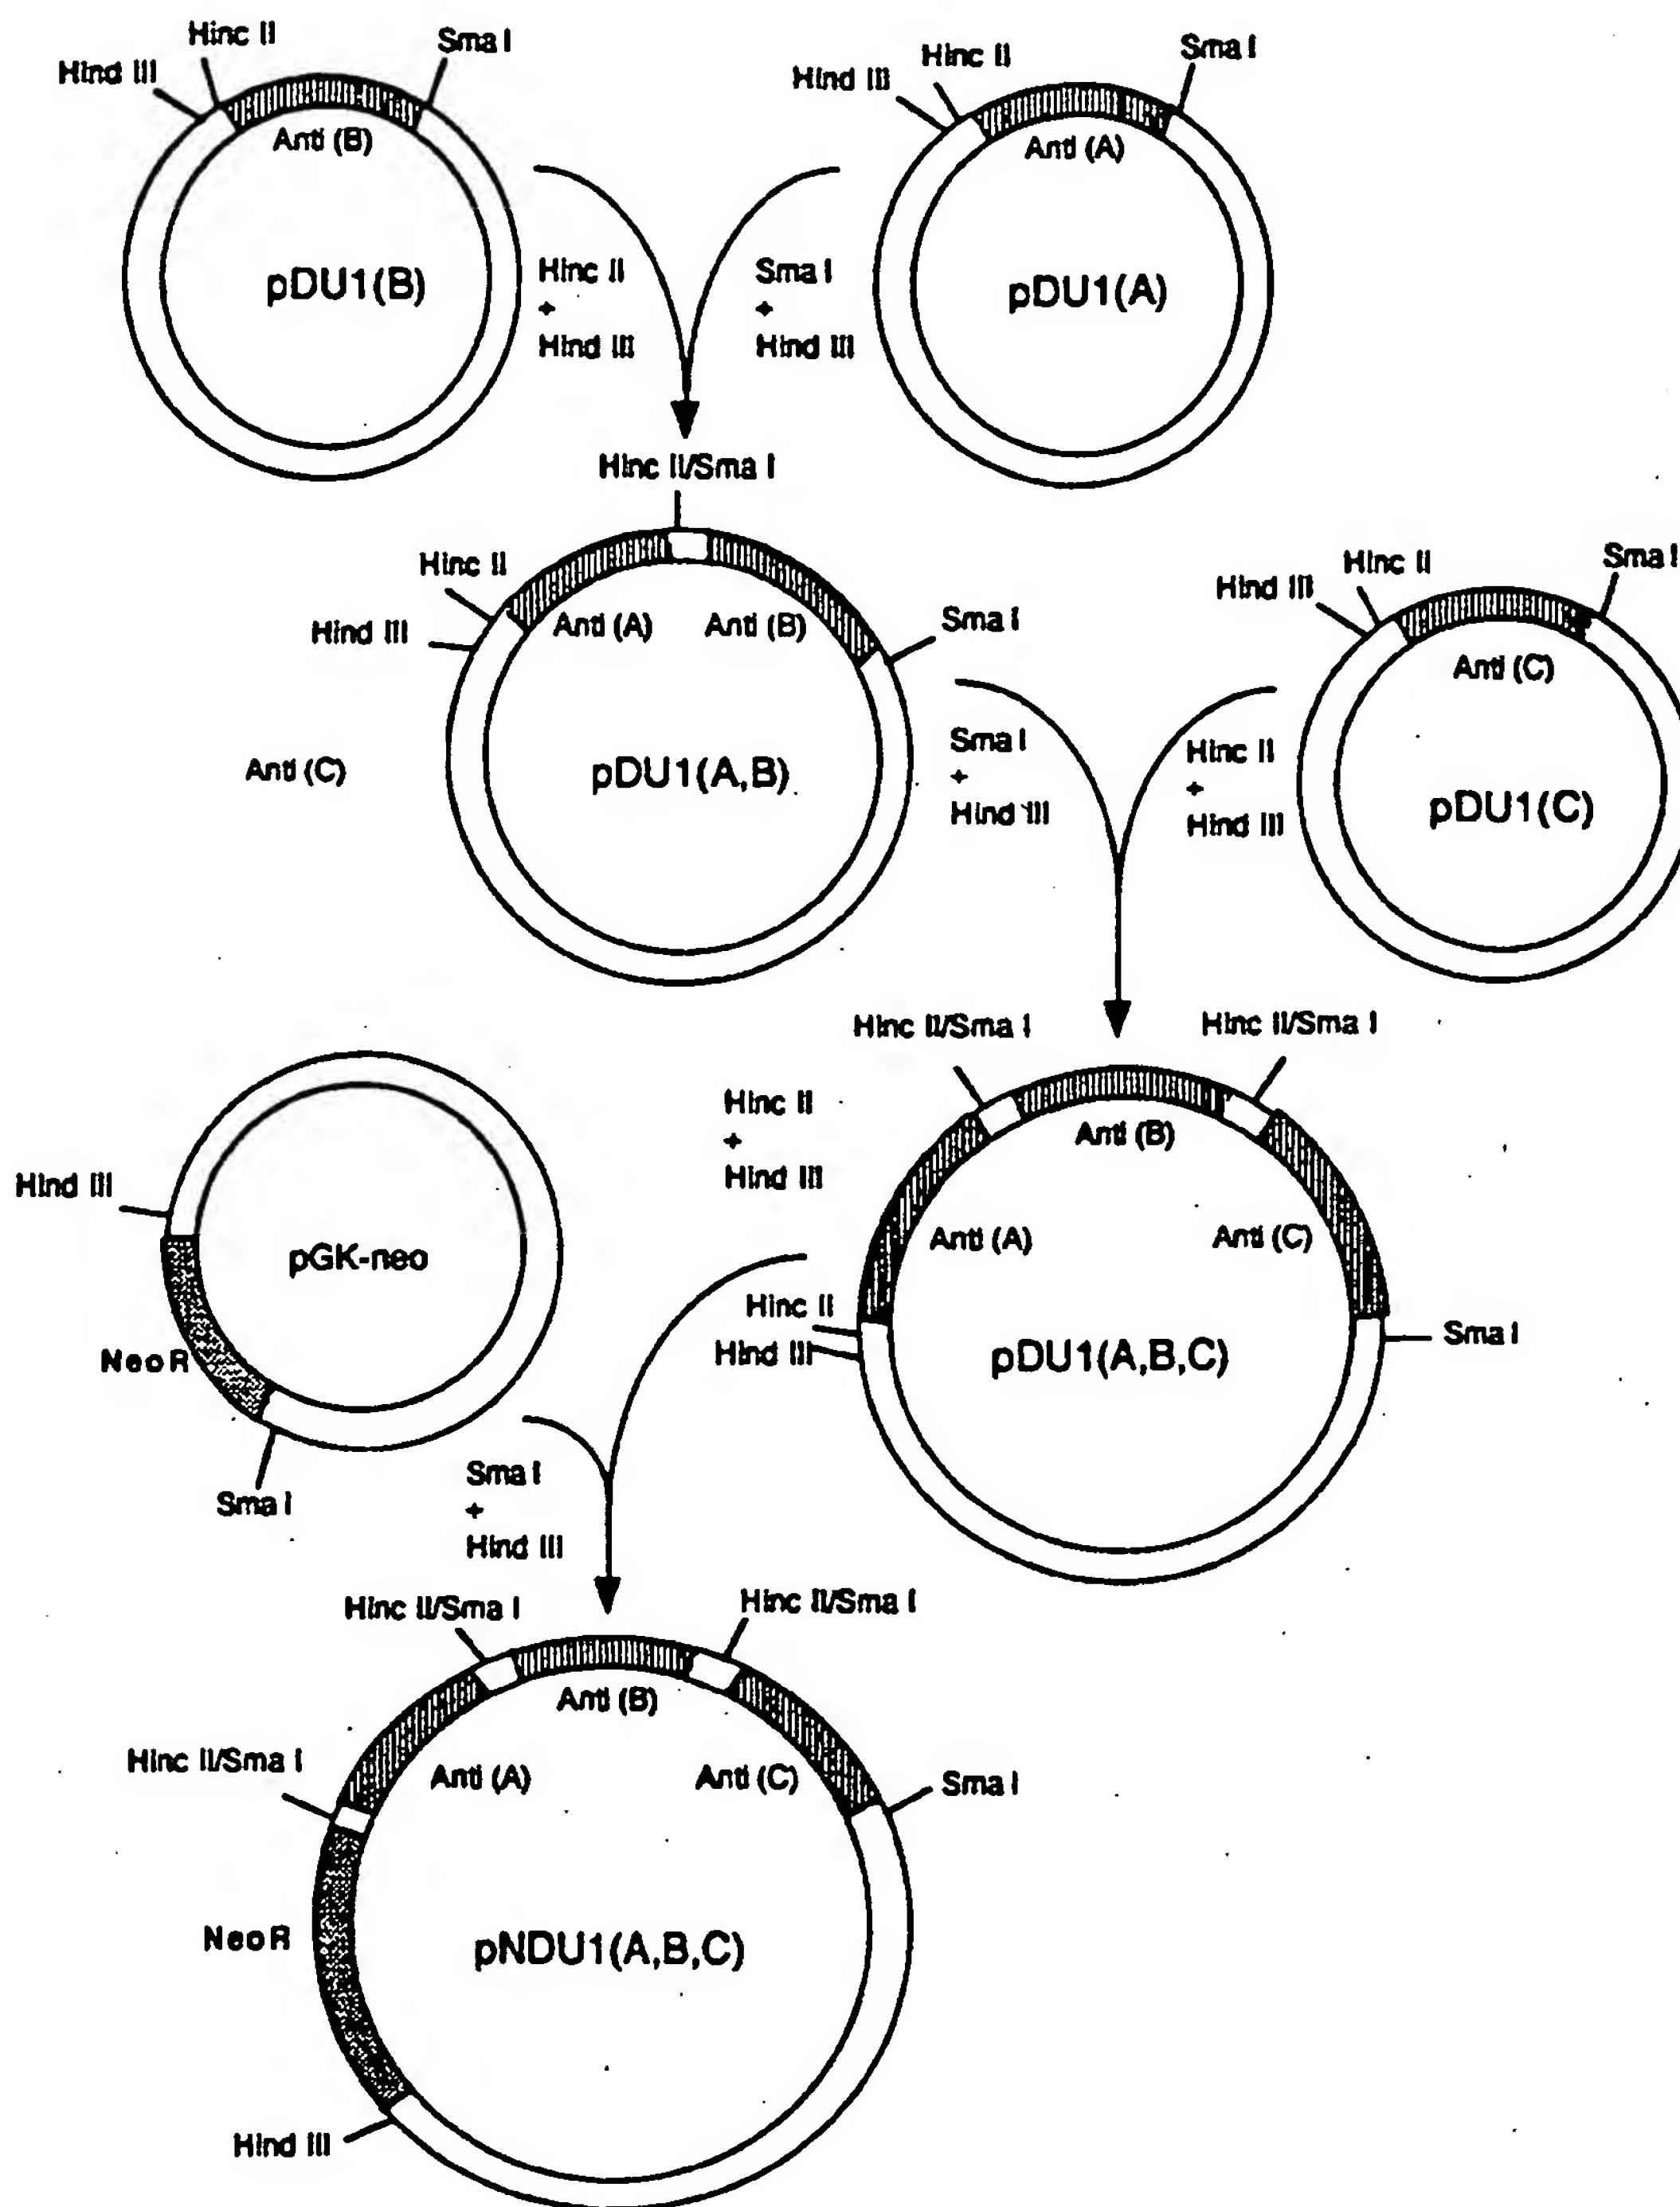 Hinc II
Sma I
Hind III
Anti (B)
pDU1(B)
Hinc II
+
Hind III
Hinc II
Sma I
Hind III
Anti (A)
pDU1(A)
Sma I
+
Hind III
Hinc II/Sma I
Hinc II
Hind III
Anti (A)
Anti (B)
Sma I
Anti (C)
pDU1(A,B)
Sma I
+
Hind III
Hinc II
+
Hind III
Hinc II
Sma I
Hind III
Anti (C)
pDU1(C)
Hinc II/Sma I
Hinc II/Sma I
Hinc II
+
Hind III
Anti (B)
Anti (A)
Anti (C)
Hinc II
Hind III
pDU1(A,B,C)
Sma I
Hind III
pGK-neo
NeoR
Sma I
Sma I
+
Hind III
Hinc II/Sma I
Hinc II/Sma I
Anti (B)
Hinc II/Sma I
Anti (A)
Anti (C)
Sma I
NeoR
pNDU1(A,B,C)
Hind III